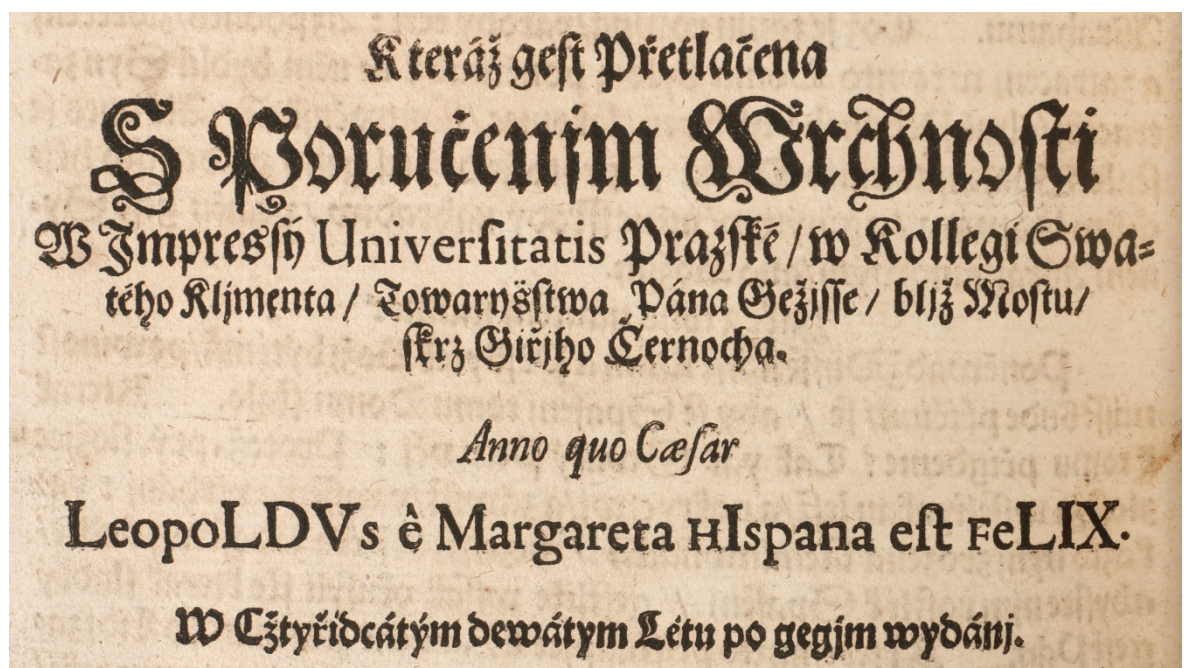 Kteráž geſt Přetlačena
S Poručenjm Wrchnoſti
W Impreſsý Univerſitatis Pražſké / w Kollegi Swa⸗
tého Kljmenta / Towaryšſtwa Pána Gežjſſe / bljž Moſtu /
ſkrz Giřjho Černocha.
Anno quo Cæſar
LeopoLDVs ê Margareta HIspana eſt FeLIX.
W Cžtyřidcátým dewátym Létu po gegjm wydánj.